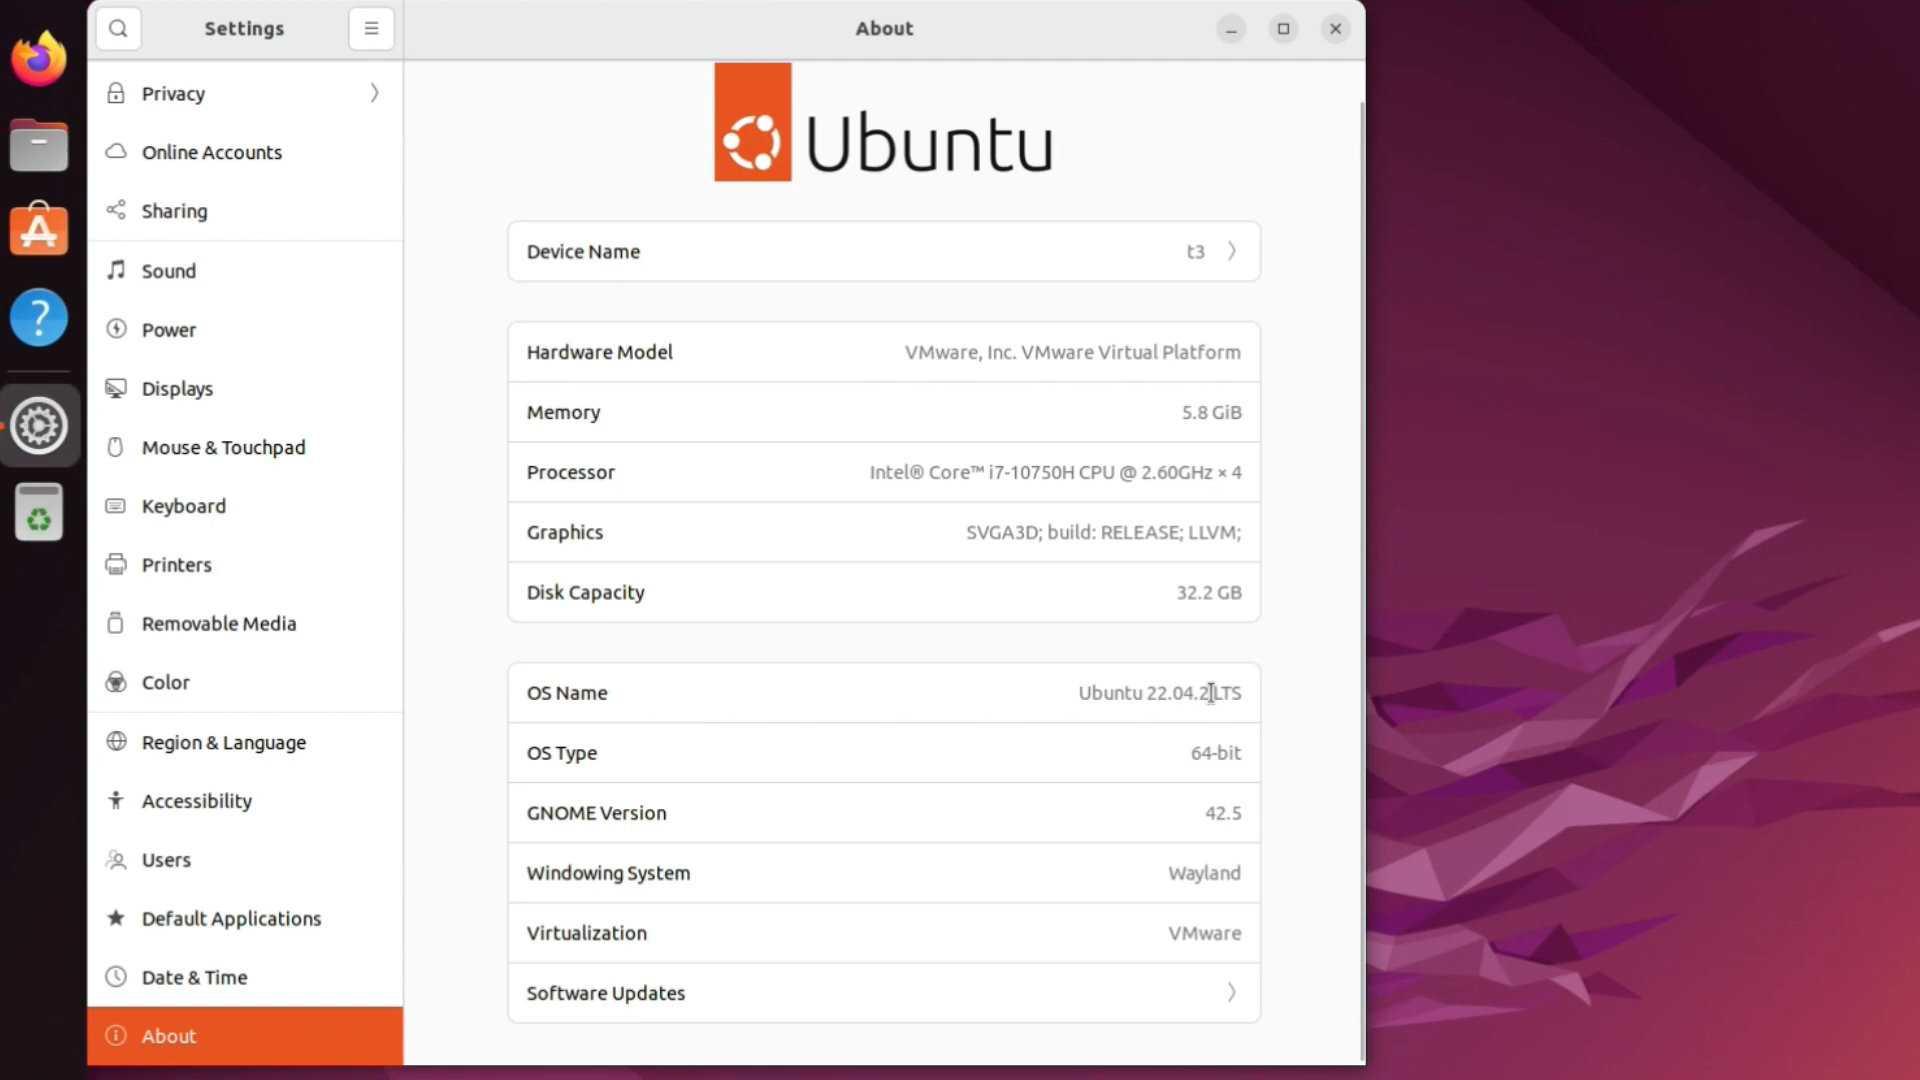 Settings
About
Privacy
Online Accounts
Sharing
Sound
Power
Displays
Mouse & Touchpad
Keyboard
Printers
Removable Media
Color
Region & Language
Accessibility
Users
Default Applications
Date & Time
About
Ubuntu
Device Name t3
Hardware Model VMware, Inc. VMware Virtual Platform
Memory 5.8 GiB
Processor Intel® Core™ i7-10750H CPU @ 2.60GHz × 4
Graphics SVGA3D; build: RELEASE; LLVM;
Disk Capacity 32.2 GB
OS Name Ubuntu 22.04.2 LTS
OS Type 64-bit
GNOME Version 42.5
Windowing System Wayland
Virtualization VMware
Software Updates